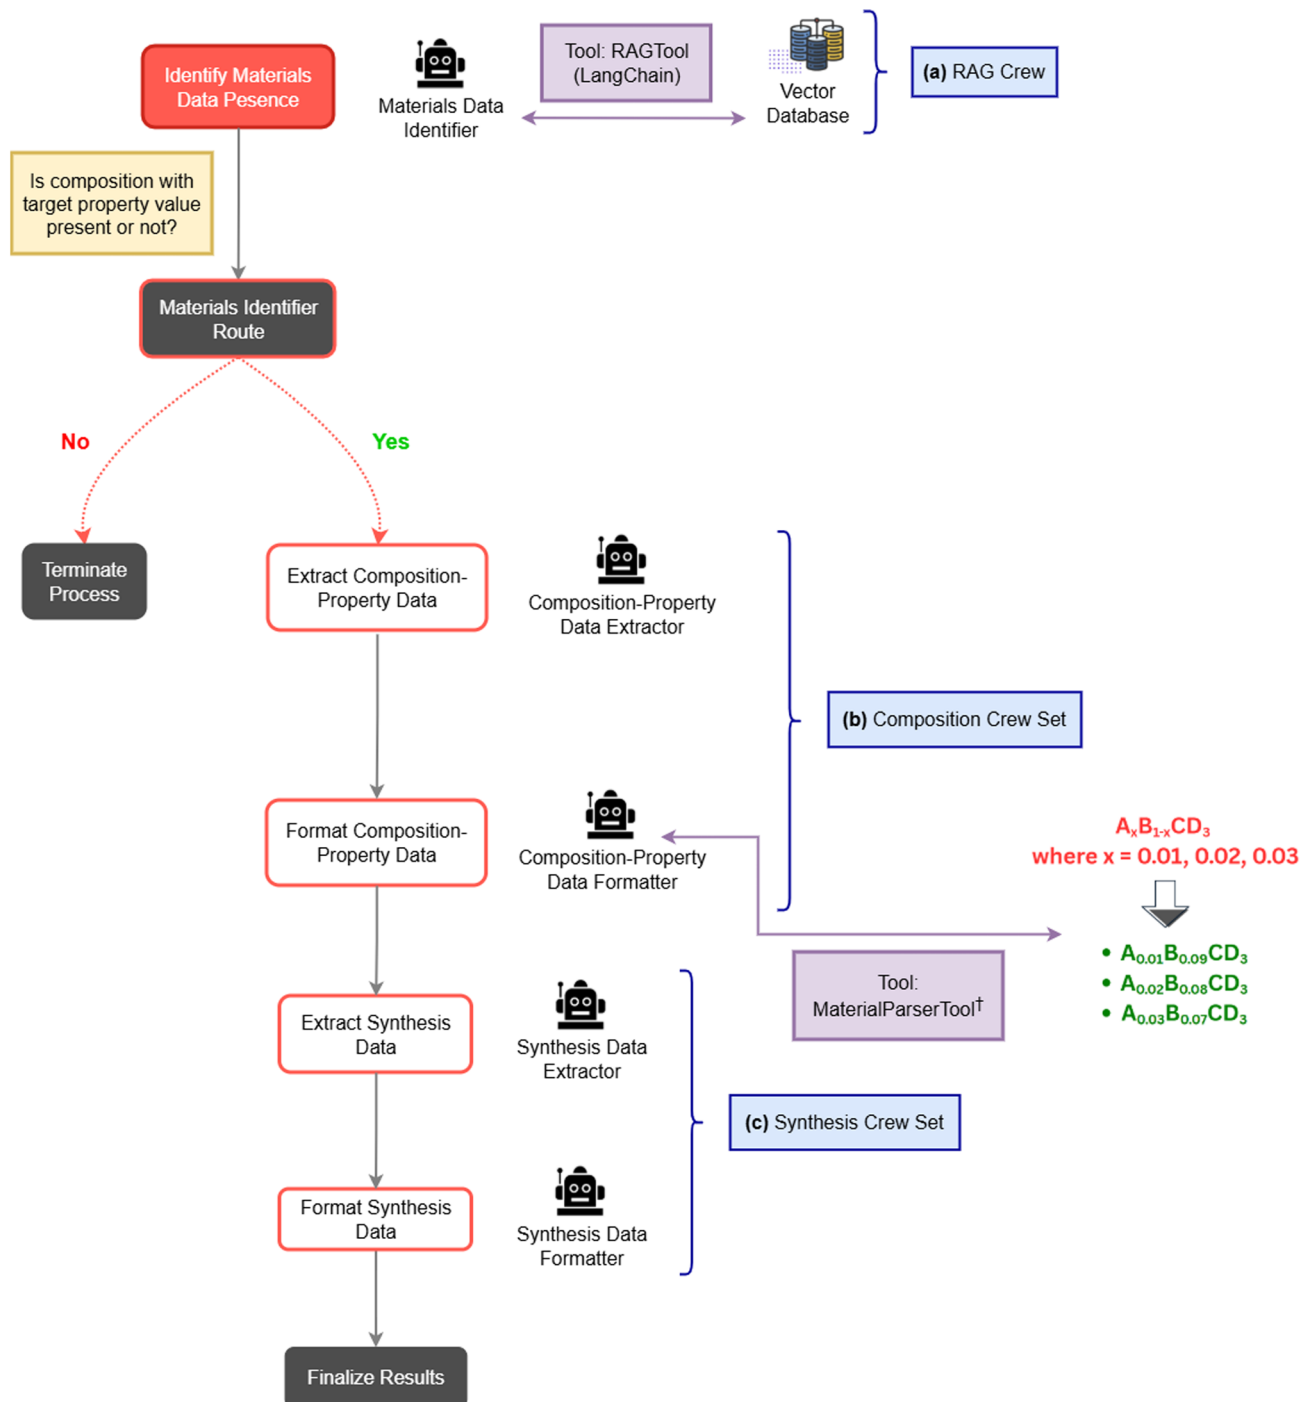 Identify Materials
Data Pesence
Materials Data
Identifier
Tool: RAGTool
(LangChain)
Vector
Database
(a) RAG Crew
Is composition with
target property value
present or not?
Materials Identifier
Route
No
Yes
Terminate
Process
Extract Composition-
Property Data
Composition-Property
Data Extractor
(b) Composition Crew Set
Format Composition-
Property Data
Composition-Property
Data Formatter
AₓB₁₋ₓCD₃
where x = 0.01, 0.02, 0.03
• A₀.₀₁B₀.₀₉CD₃
• A₀.₀₂B₀.₀₈CD₃
• A₀.₀₃B₀.₀₇CD₃
Tool:
MaterialParserTool†
Extract Synthesis
Data
Synthesis Data
Extractor
(c) Synthesis Crew Set
Format Synthesis
Data
Synthesis Data
Formatter
Finalize Results